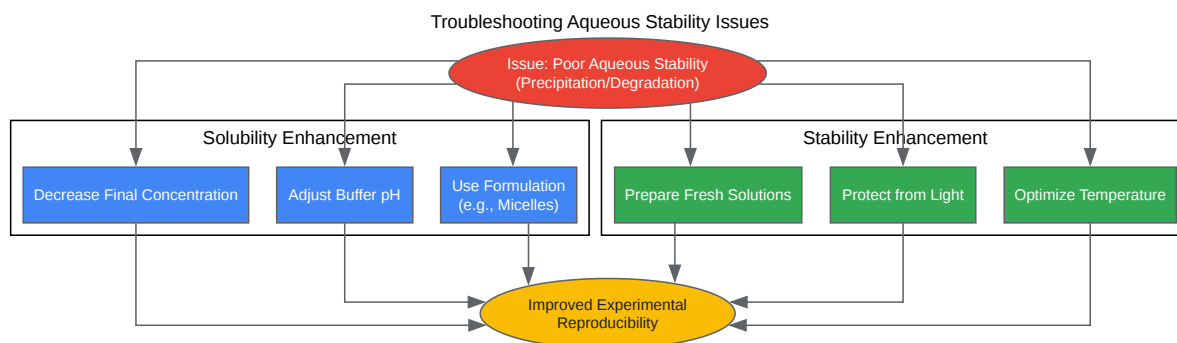 Troubleshooting Aqueous Stability Issues
Issue: Poor Aqueous Stability
(Precipitation/Degradation)
Solubility Enhancement
Stability Enhancement
Decrease Final Concentration
Adjust Buffer pH
Use Formulation
(e.g., Micelles)
Prepare Fresh Solutions
Protect from Light
Optimize Temperature
Improved Experimental
Reproducibility